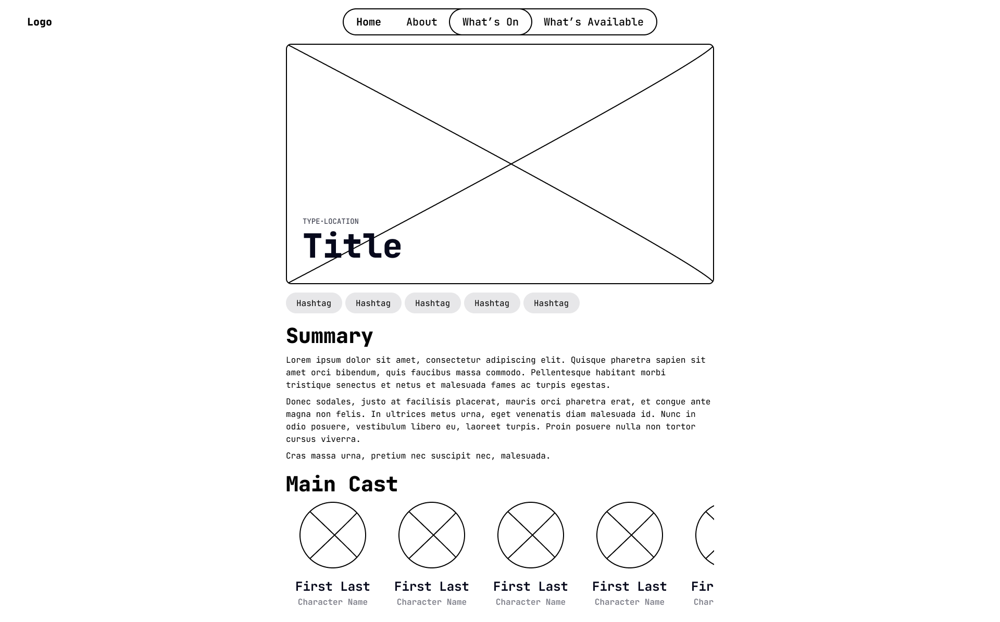 Logo
Home About What’s On What’s Available
TYPE·LOCATION
Title
Hashtag Hashtag Hashtag Hashtag Hashtag
Summary
Lorem ipsum dolor sit amet, consectetur adipiscing elit. Quisque pharetra sapien sit
amet orci bibendum, quis faucibus massa commodo. Pellentesque habitant morbi
tristique senectus et netus et malesuada fames ac turpis egestas.
Donec sodales, justo at facilisis placerat, mauris orci pharetra erat, et congue ante
magna non felis. In ultrices metus urna, eget venenatis diam malesuada id. Nunc in
odio posuere, vestibulum libero eu, laoreet turpis. Proin posuere nulla non tortor
cursus viverra.
Cras massa urna, pretium nec suscipit nec, malesuada.
Main Cast
First Last First Last First Last First Last Fir
Character Name Character Name Character Name Character Name Char